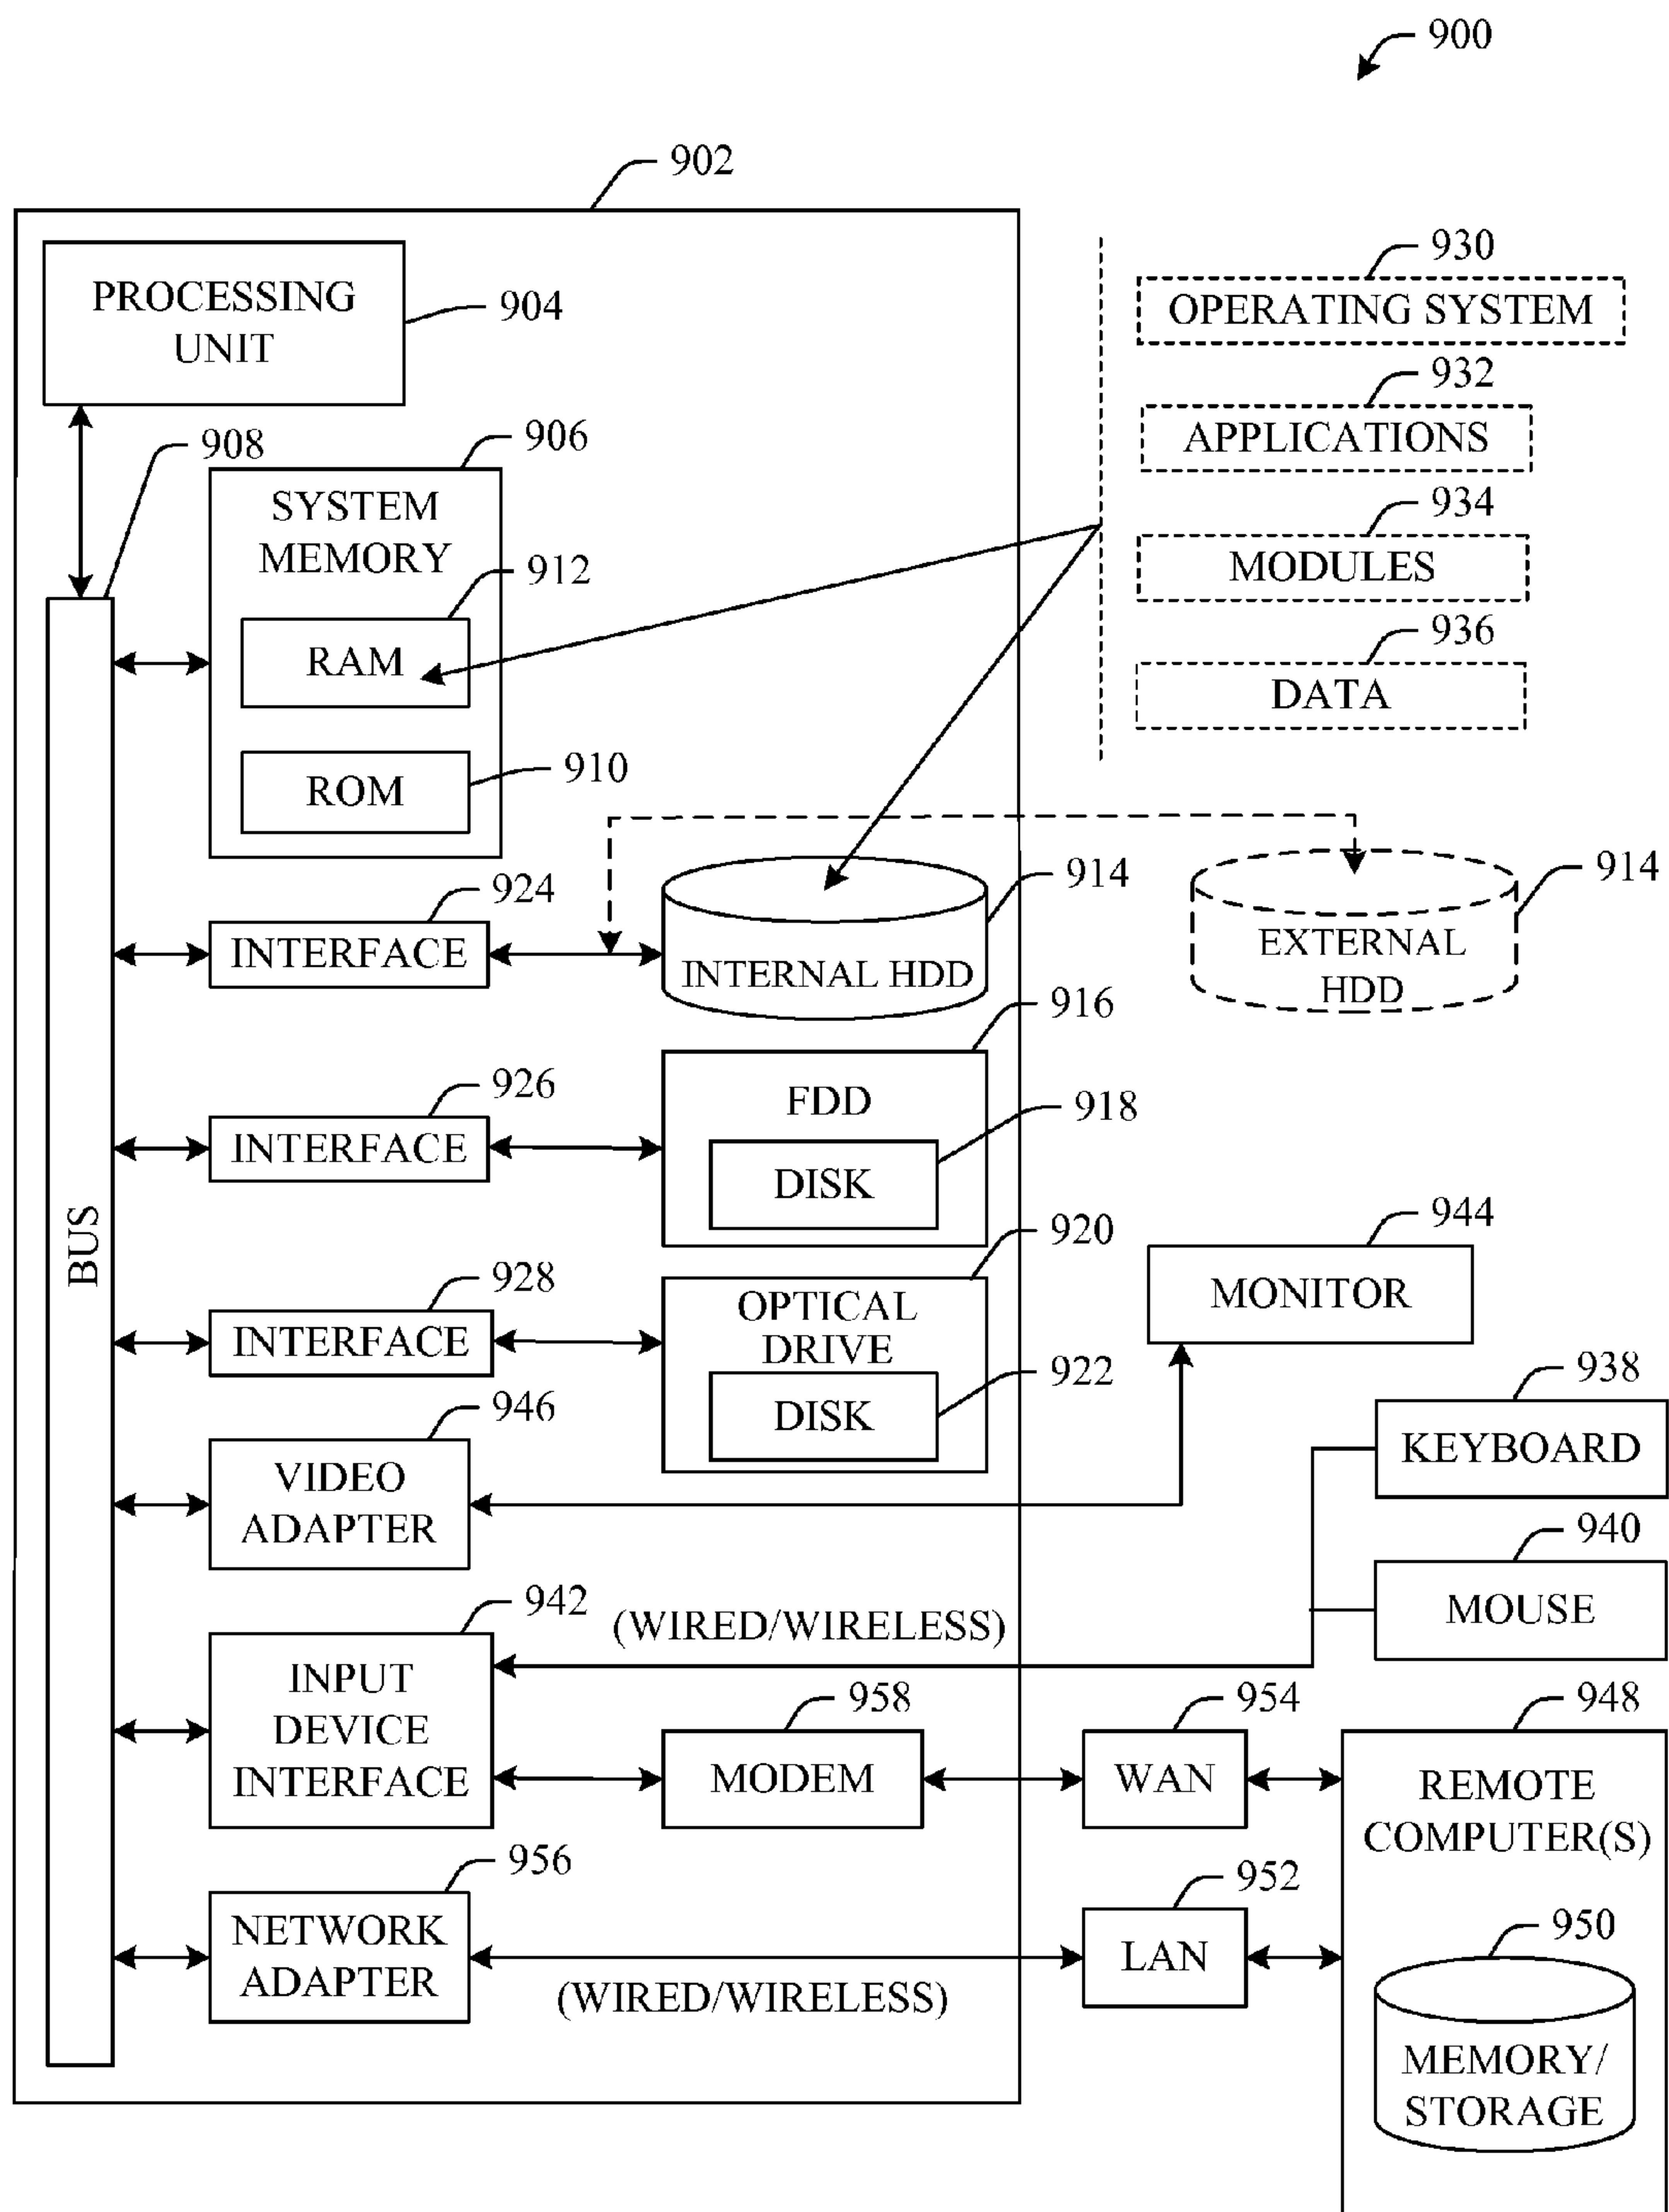 900
902
PROCESSING
UNIT
904
930
OPERATING SYSTEM
932
APPLICATIONS
934
MODULES
936
DATA
908
906
SYSTEM
MEMORY
912
RAM
910
ROM
924
INTERFACE
914
INTERNAL HDD
914
EXTERNAL
HDD
916
FDD
918
DISK
926
INTERFACE
BUS
920
OPTICAL
DRIVE
922
DISK
928
INTERFACE
944
MONITOR
946
VIDEO
ADAPTER
938
KEYBOARD
940
MOUSE
942
INPUT
DEVICE
INTERFACE
(WIRED/WIRELESS)
958
MODEM
954
WAN
948
REMOTE
COMPUTER(S)
956
NETWORK
ADAPTER
(WIRED/WIRELESS)
952
LAN
950
MEMORY/
STORAGE